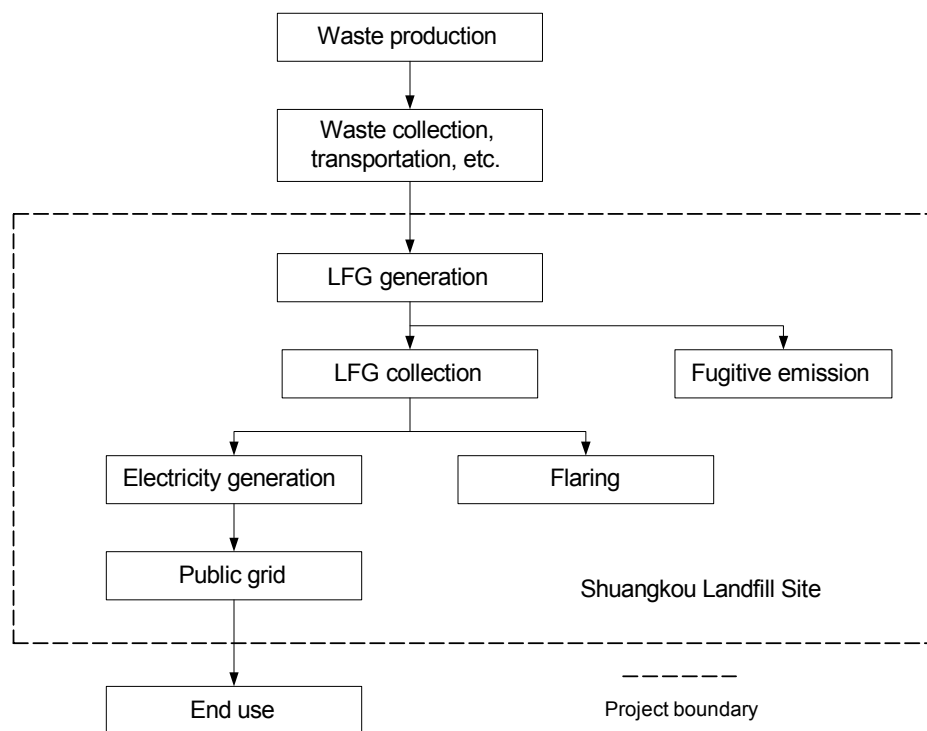 Waste production
Waste collection,
transportation, etc.
LFG generation
LFG collection
Fugitive emission
Electricity generation
Flaring
Public grid
Shuangkou Landfill Site
End use
Project boundary